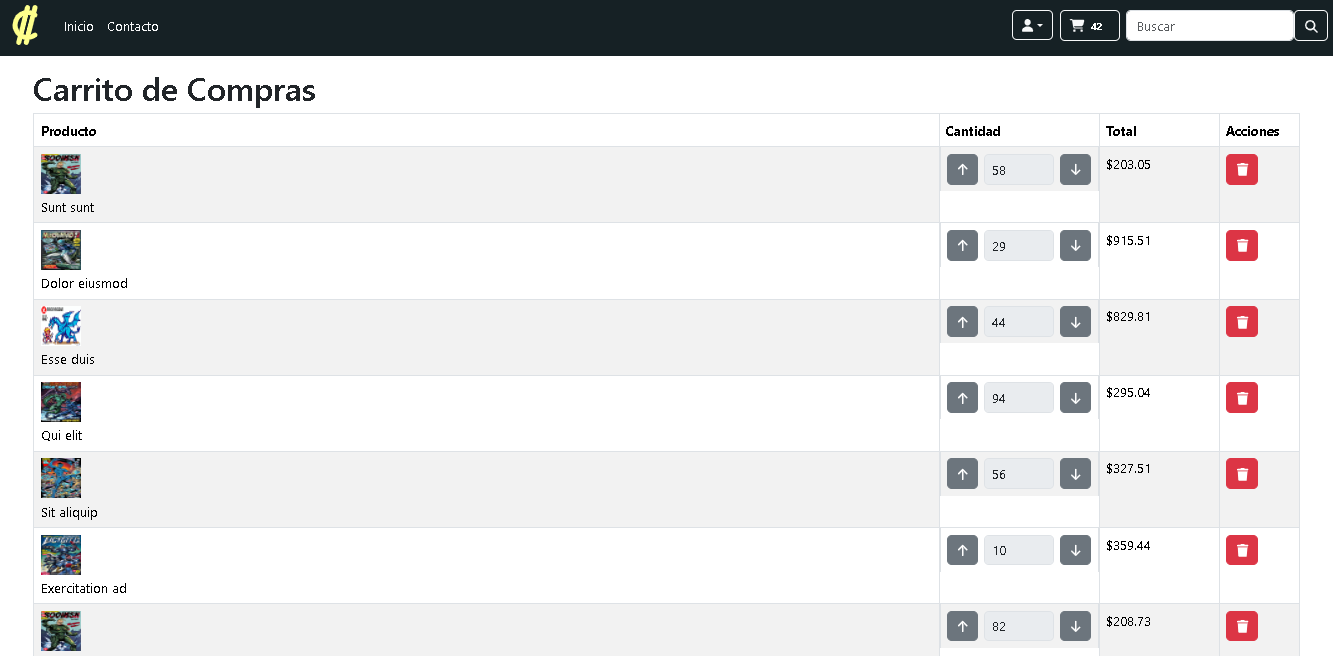 Inicio Contacto 42 Buscar
Carrito de Compras
Producto Cantidad Total Acciones
58 $203.05
Sunt sunt
29 $915.51
Dolor eiusmod
44 $829.81
Esse duis
94 $295.04
Qui elit
56 $327.51
Sit aliquip
10 $359.44
Exercitation ad
82 $208.73